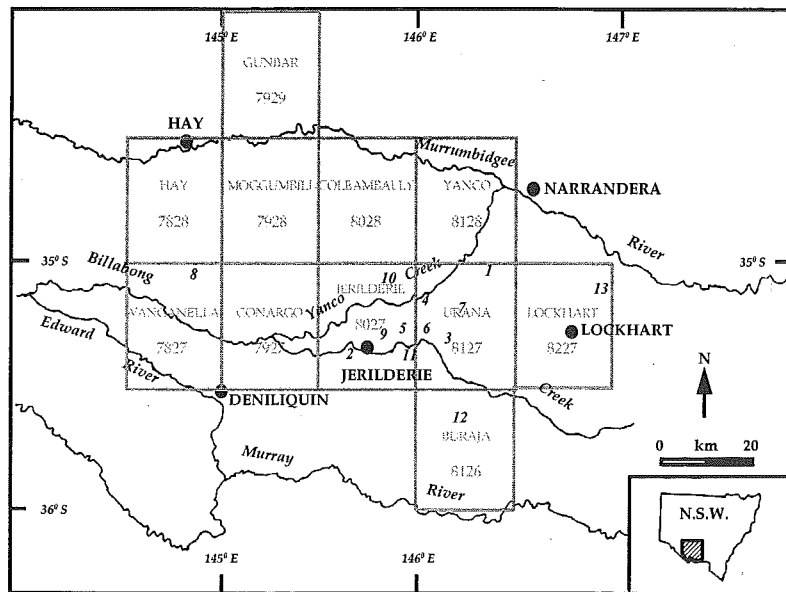 145° E
146° E
147° E
GUNBAR
7929
HAY
Murrumbidgee
HAY
MOGGUMBILL
COLBAMBAULLY
YANCO
NARRANDERA
7828
7928
8028
8128
River
35° S
35° S
Billabong
8
10
Creek
1
13
JERILDERIE
Yanco
4
7
WANGANELLA
CONARGO
8027
URANA
LOCKHART
Edward
9
5
6
3
LOCKHART
7827
7927
2
11
8127
8227
River
JERILDERIE
N
DENILIQUIN
Creek
12
BURAJA
Murray
8126
0 km 20
River
36° S
N.S.W.
145° E
146° E